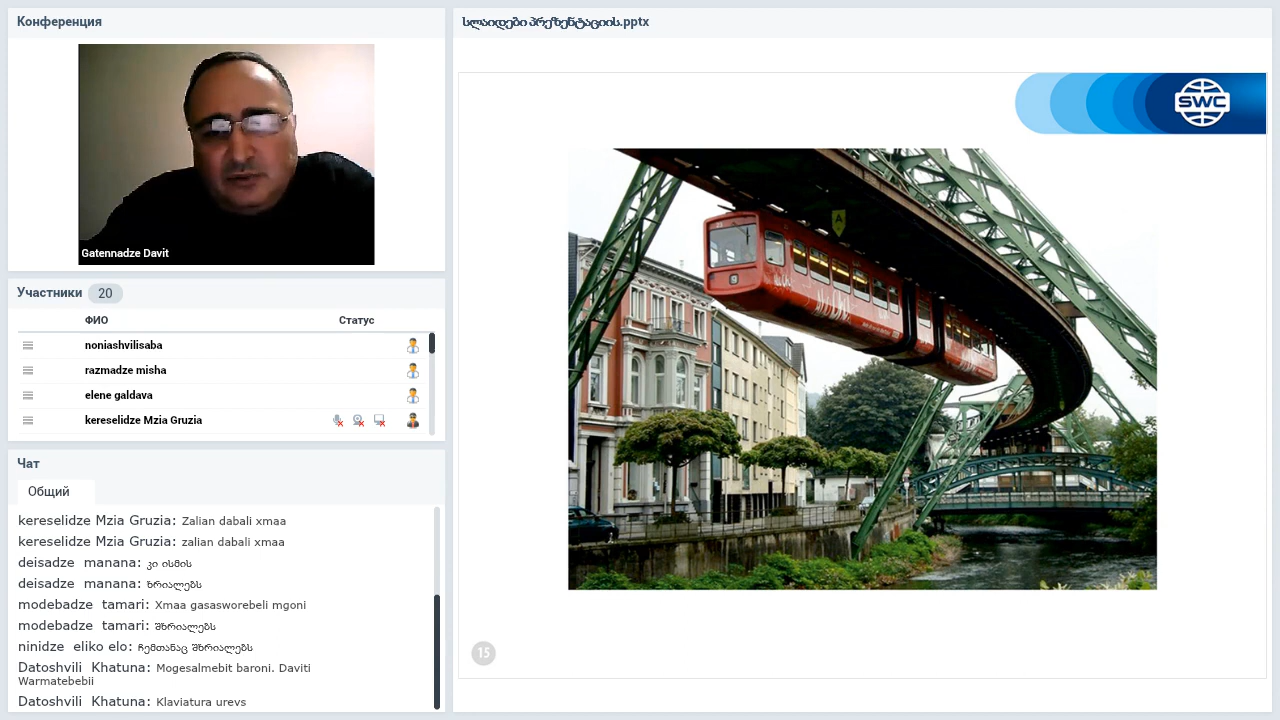 Конференция
Gatennadze Davit
Участники 20
ФИО Статус
noniashvilisaba
razmadze misha
elene galdava
kereselidze Mzia Gruzia
Чат
Общий
kereselidze Mzia Gruzia: Zalian dabali xmaa
kereselidze Mzia Gruzia: zalian dabali xmaa
deisadze manana: კი ისმის
deisadze manana: ხრიალებს
modebadze tamari: Xmaa gasasworebeli mgoni
modebadze tamari: შხრიალებს
ninidze eliko elo: ჩემთანაც შხრიალებს
Datoshvili Khatuna: Mogesalmebit baroni. Daviti
Warmatebebii
Datoshvili Khatuna: Klaviatura urevs
სლაიდები პრეზენტაციის.pptx
SWC
A
15